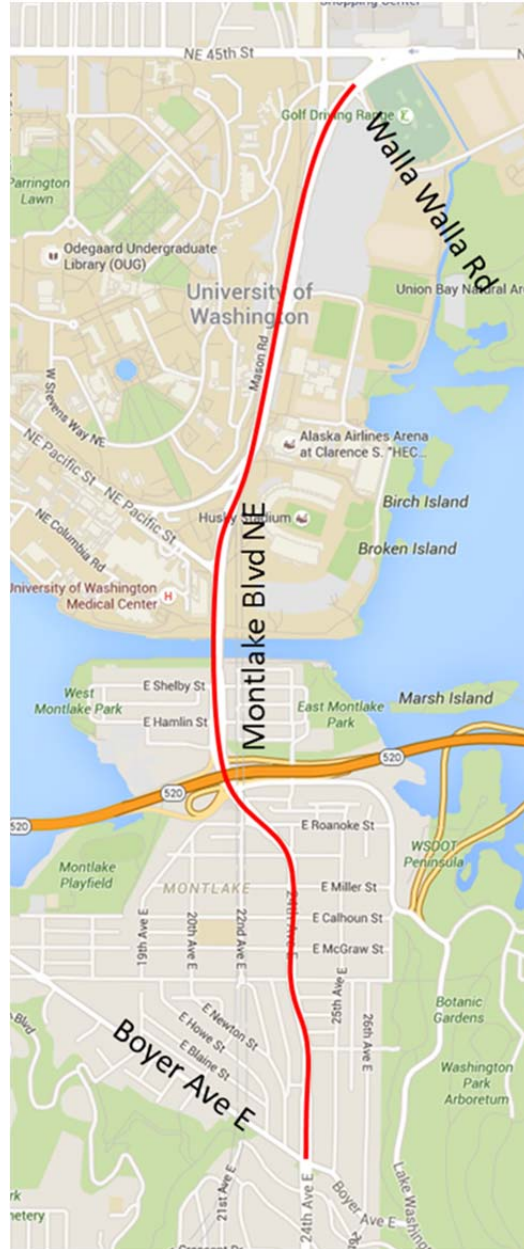 Shopping Center
NE 45th St
Golf Driving Range
Walla Walla Rd
Parrington
Lawn
Odegaard Undergraduate
Library (OUG)
University of
Washington
Union Bay Natural Ar
Mason Rd
W Stevens Way NE
Alaska Airlines Arena
at Clarence S. "HEC...
NE Pacific St
NE Pacific St
Husky Stadium
Birch Island
Broken Island
NE Columbia Rd
University of Washington
Medical Center
H
Montlake Blvd NE
E Shelby St
West
Montlake Park
E Hamlin St
East Montlake
Park
Marsh Island
520
520
520
E Roanoke St
WSDOT
Peninsula
Montlake
Playfield
MONTLAKE
E Miller St
24th Ave E
E Calhoun St
19th Ave E
20th Ave E
22nd Ave E
E McGraw St
25th Ave E
26th Ave E
E Newton St
E Howe St
E Blaine St
Botanic
Gardens
Blvd
Boyer Ave E
Washington
Park
Arboretum
21st Ave E
24th Ave E
Boyer Ave E
Lake Washing